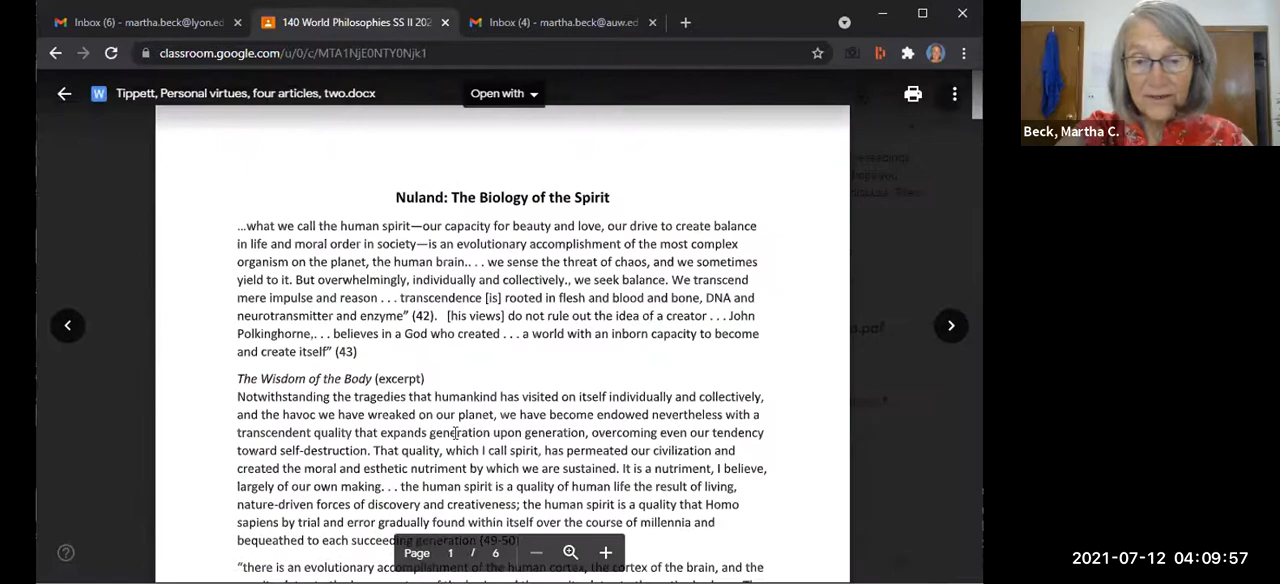 Inbox (6) - martha.beck@lyon.ed
140 World Philosophies SS II 202
Inbox (4) - martha.beck@auw.ed
classroom.google.com/u/0/c/MTA1NjE0NTY0Njk1
Tippett, Personal virtues, four articles, two.docx
Open with
Beck, Martha C.
Nuland: The Biology of the Spirit
…what we call the human spirit—our capacity for beauty and love, our drive to create balance
in life and moral order in society—is an evolutionary accomplishment of the most complex
organism on the planet, the human brain.. . . we sense the threat of chaos, and we sometimes
yield to it. But overwhelmingly, individually and collectively., we seek balance. We transcend
mere impulse and reason . . . transcendence [is] rooted in flesh and blood and bone, DNA and
neurotransmitter and enzyme” (42). [his views] do not rule out the idea of a creator . . . John
Polkinghorne,. . . believes in a God who created . . . a world with an inborn capacity to become
and create itself” (43)
The Wisdom of the Body (excerpt)
Notwithstanding the tragedies that humankind has visited on itself individually and collectively,
and the havoc we have wreaked on our planet, we have become endowed nevertheless with a
transcendent quality that expands generation upon generation, overcoming even our tendency
toward self-destruction. That quality, which I call spirit, has permeated our civilization and
created the moral and esthetic nutriment by which we are sustained. It is a nutriment, I believe,
largely of our own making. . . the human spirit is a quality of human life the result of living,
nature-driven forces of discovery and creativeness; the human spirit is a quality that Homo
sapiens by trial and error gradually found within itself over the course of millennia and
bequeathed to each succeeding generation (49-50)
Page 1 / 6
“there is an evolutionary accomplishment of the human cortex, the cortex of the brain, and the
2021-07-12 04:09:57